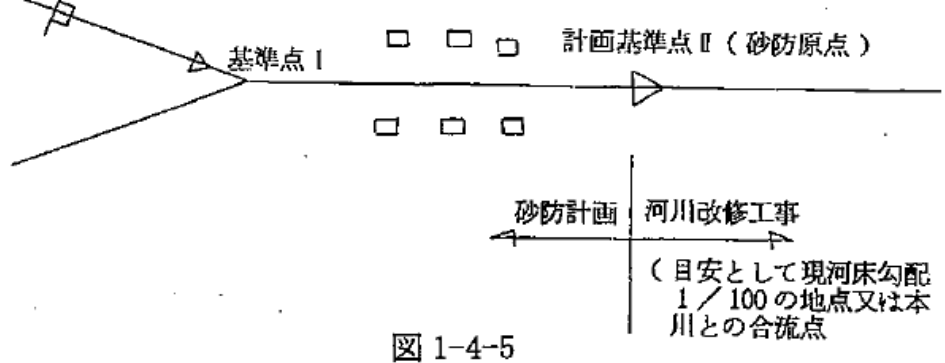 基準点Ⅰ
計画基準点Ⅱ(砂防原点)
砂防計画
河川改修工事
(目安として現河床勾配
1/100の地点又は本
川との合流点
図 1-4-5